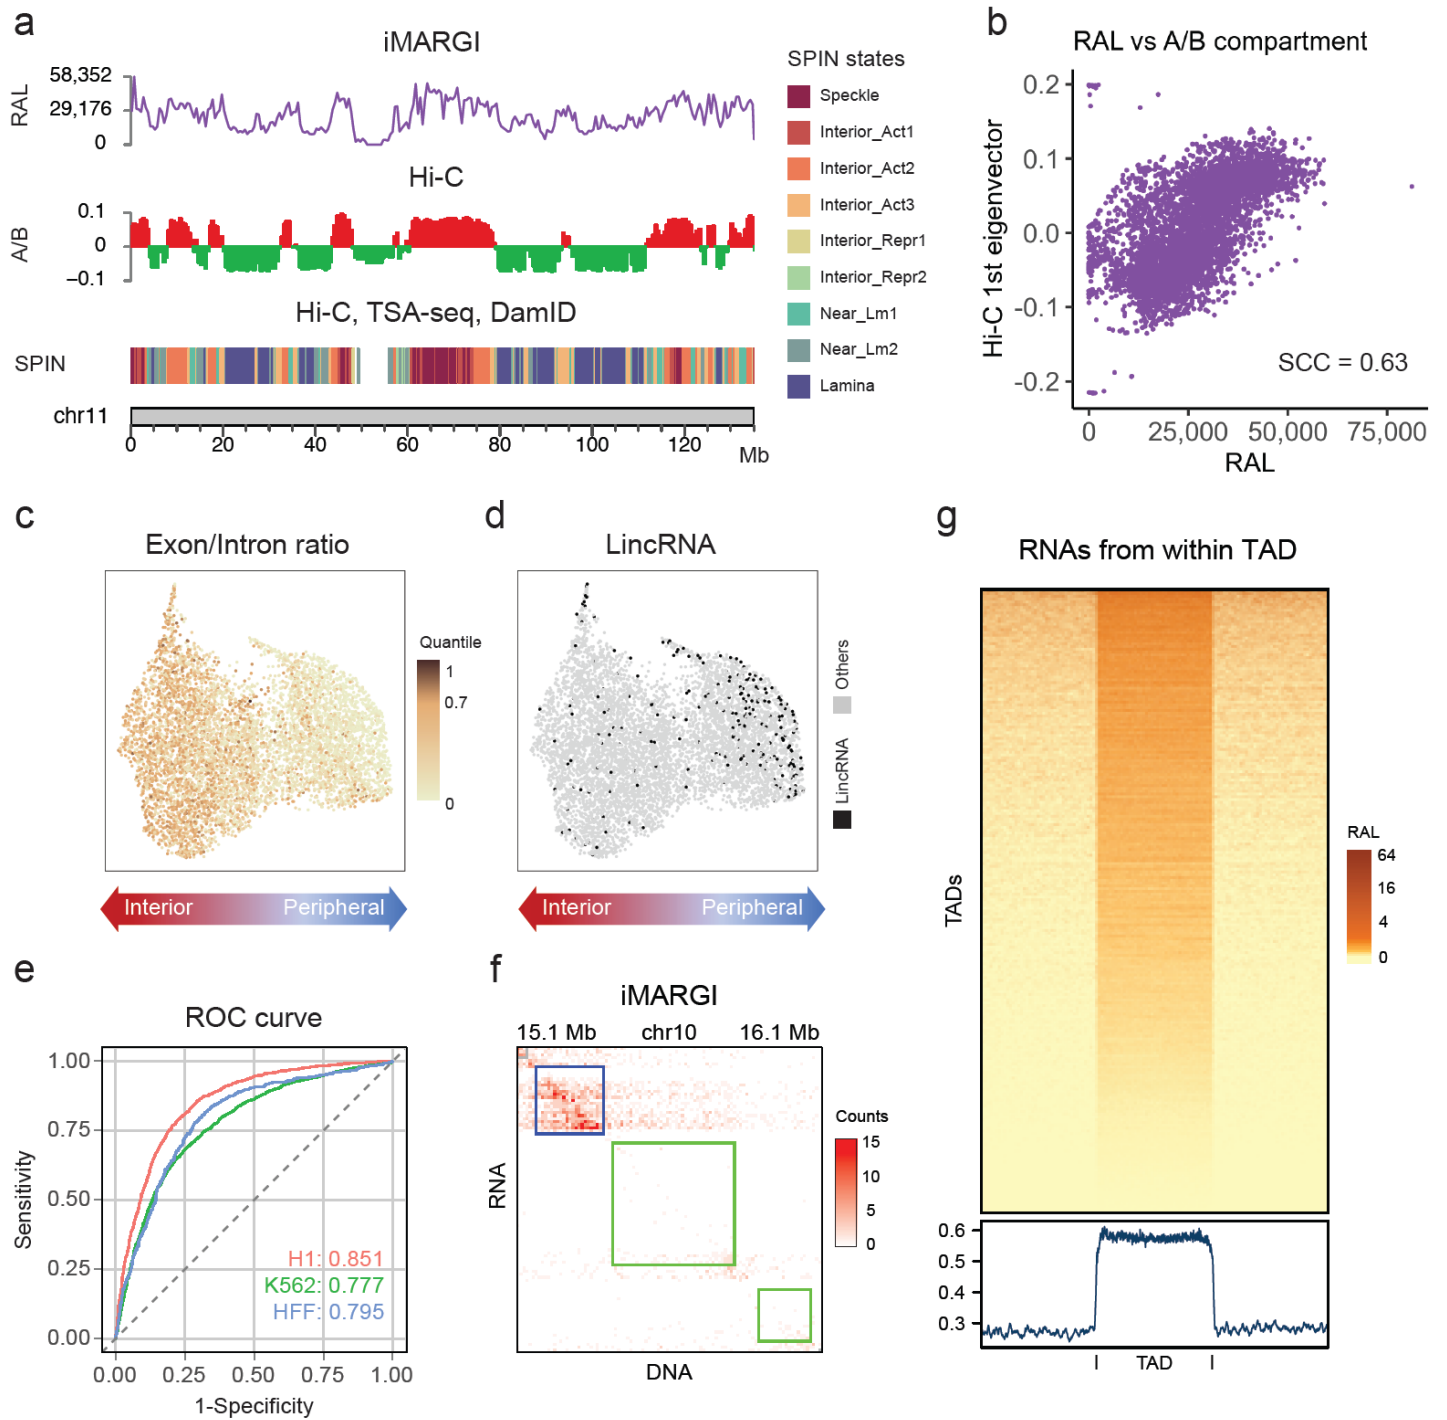 a
iMARGI
RAL
58,352
29,176
0
Hi-C
A/B
0.1
0
−0.1
Hi-C, TSA-seq, DamID
SPIN
chr11
0 20 40 60 80 100 120
Mb
SPIN states
Speckle
Interior_Act1
Interior_Act2
Interior_Act3
Interior_Repr1
Interior_Repr2
Near_Lm1
Near_Lm2
Lamina
b
RAL vs A/B compartment
Hi-C 1st eigenvector
0.2
0.1
0.0
-0.1
-0.2
SCC = 0.63
0 25,000 50,000 75,000
RAL
c
Exon/Intron ratio
Quantile
1
0.7
0
Interior Peripheral
d
LincRNA
Others
LincRNA
Interior Peripheral
e
ROC curve
Sensitivity
1.00
0.75
0.50
0.25
0.00
H1: 0.851
K562: 0.777
HFF: 0.795
0.00 0.25 0.50 0.75 1.00
1-Specificity
f
iMARGI
15.1 Mb chr10 16.1 Mb
RNA
DNA
Counts
15
10
5
0
g
RNAs from within TAD
TADs
RAL
64
16
4
0
0.6
0.5
0.4
0.3
TAD